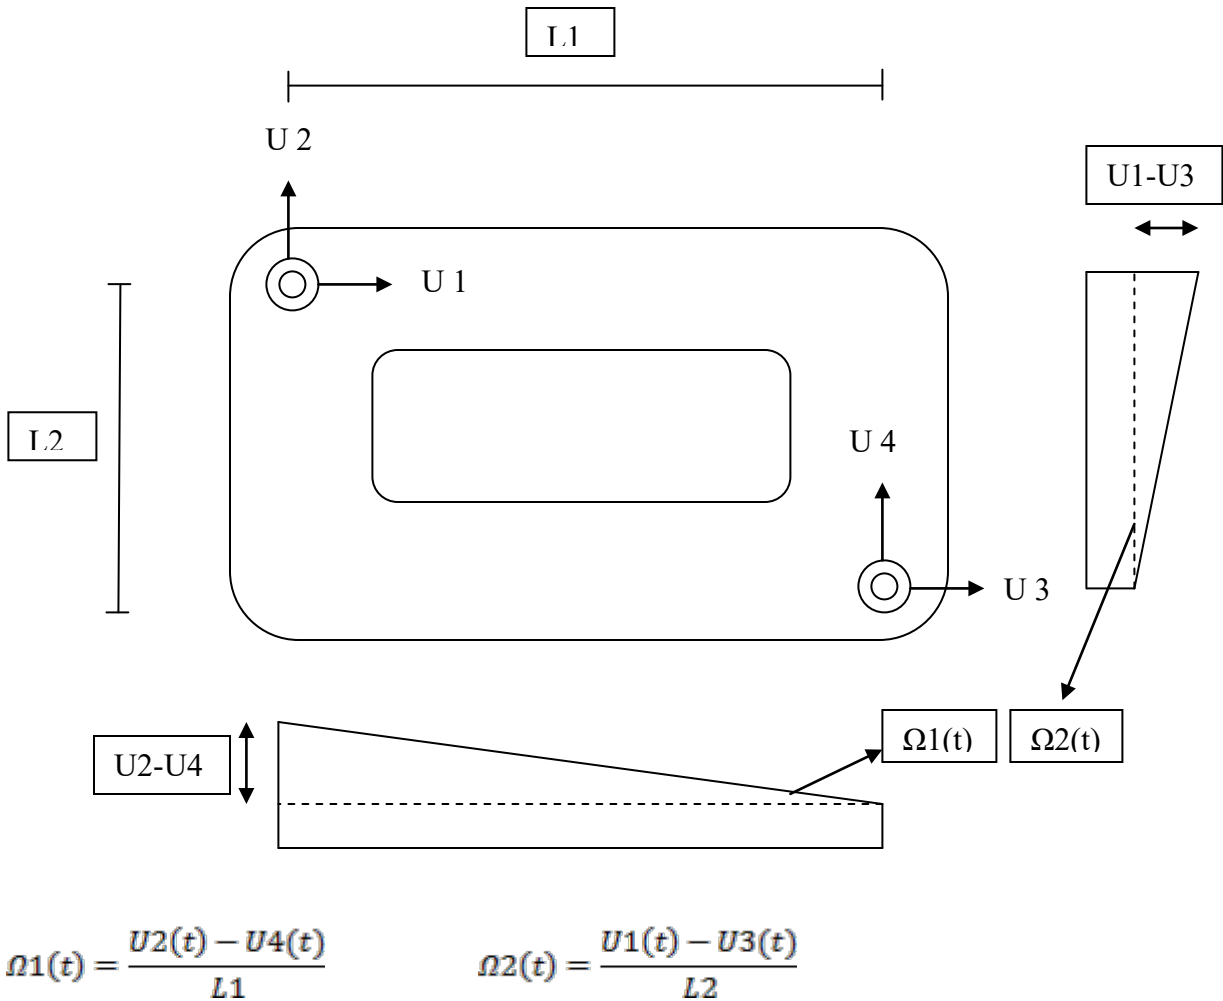 L1
U 2
U1-U3
U 1
L2
U 4
U 3
U2-U4
Ω1(t)
Ω2(t)
Ω1(t) = U2(t) − U4(t) / L1
Ω2(t) = U1(t) − U3(t) / L2